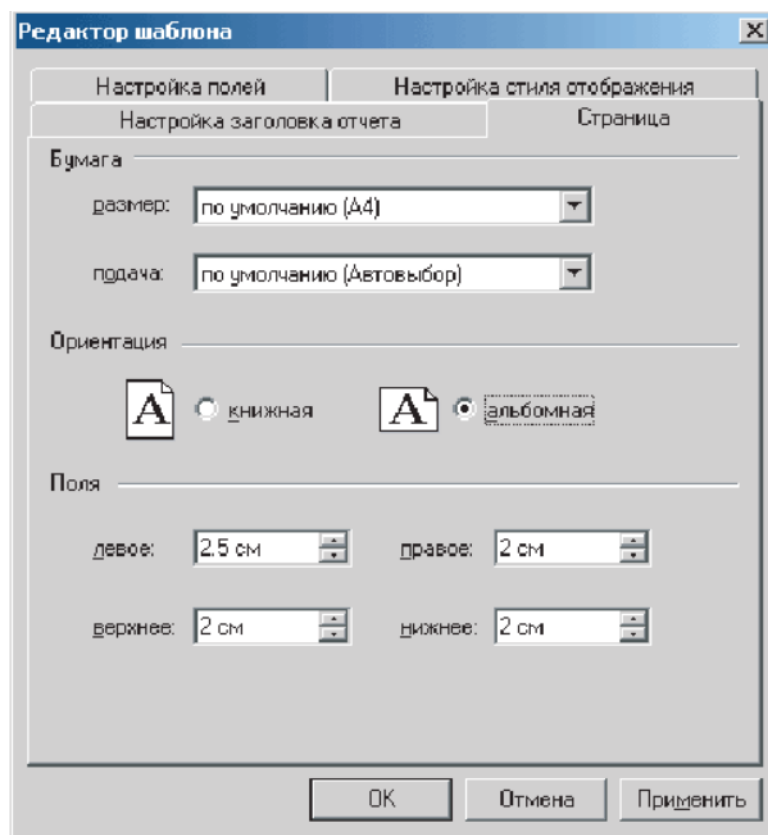 Редактор шаблона
Настройка полей Настройка стиля отображения
Настройка заголовка отчета Страница
Бумага
размер: по умолчанию (A4)
подача: по умолчанию (Автовыбор)
Ориентация
A книжная A альбомная
Поля
левое: 2.5 см правое: 2 см
верхнее: 2 см нижнее: 2 см
OK Отмена Применить